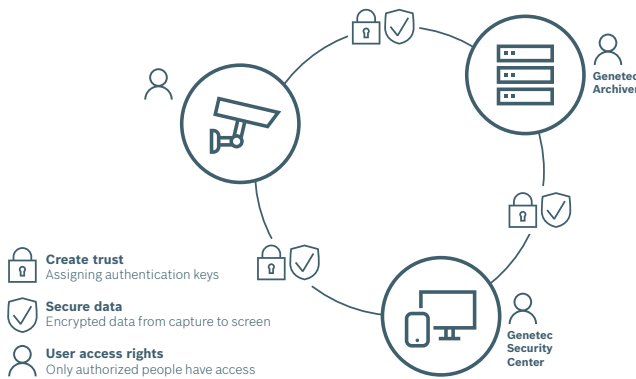 Genetec
Archiver
Create trust
Assigning authentication keys
Secure data
Encrypted data from capture to screen
User access rights
Only authorized people have access
Genetec
Security
Center